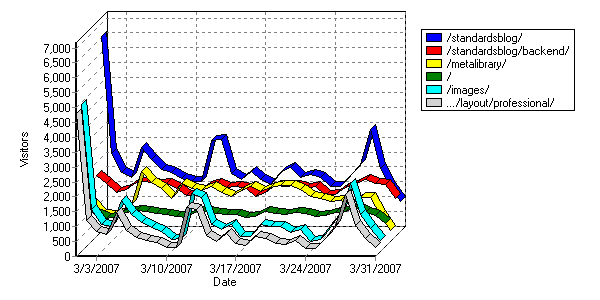 7,000
6,500
6,000
5,500
5,000
4,500
4,000
3,500
3,000
2,500
2,000
1,500
1,000
500
0
Visitors
3/3/2007 3/10/2007 3/17/2007 3/24/2007 3/31/2007
Date
/standardsblog/
/standardsblog/backend/
/metalibrary/
/
/images/
.../layout/professional/